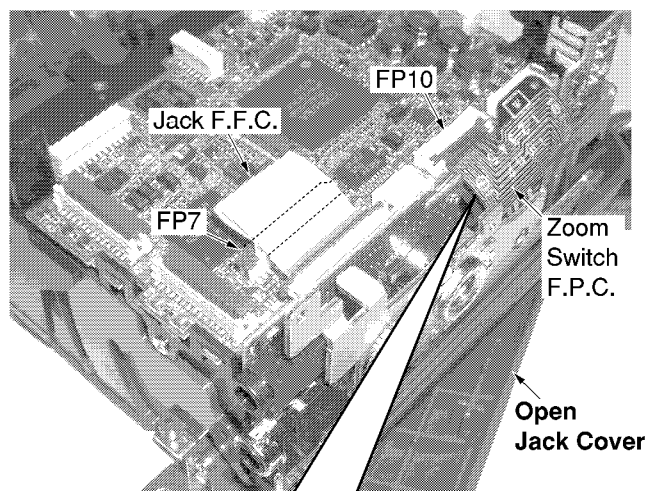 FP10
Jack F.F.C.
FP7
Zoom
Switch
F.P.C.
Open
Jack Cover